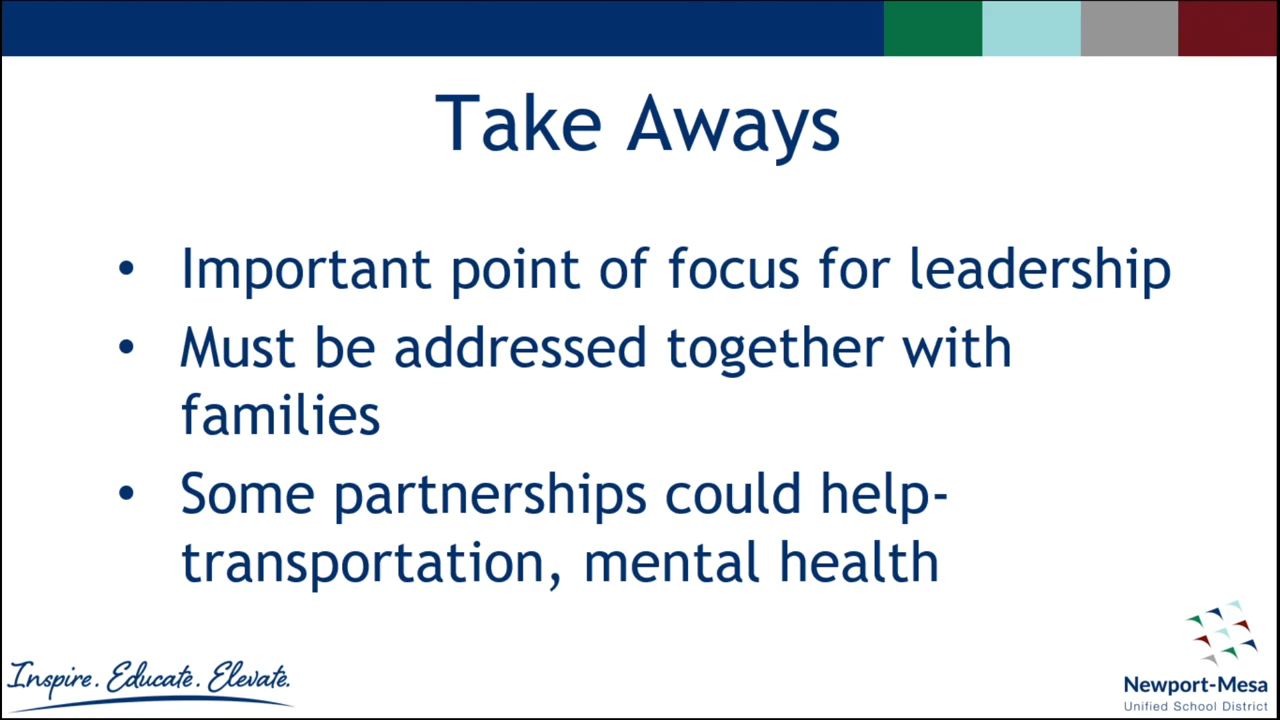 Take Aways
• Important point of focus for leadership
• Must be addressed together with
families
• Some partnerships could help-
transportation, mental health
Inspire. Educate. Elevate.
Newport-Mesa
Unified School District